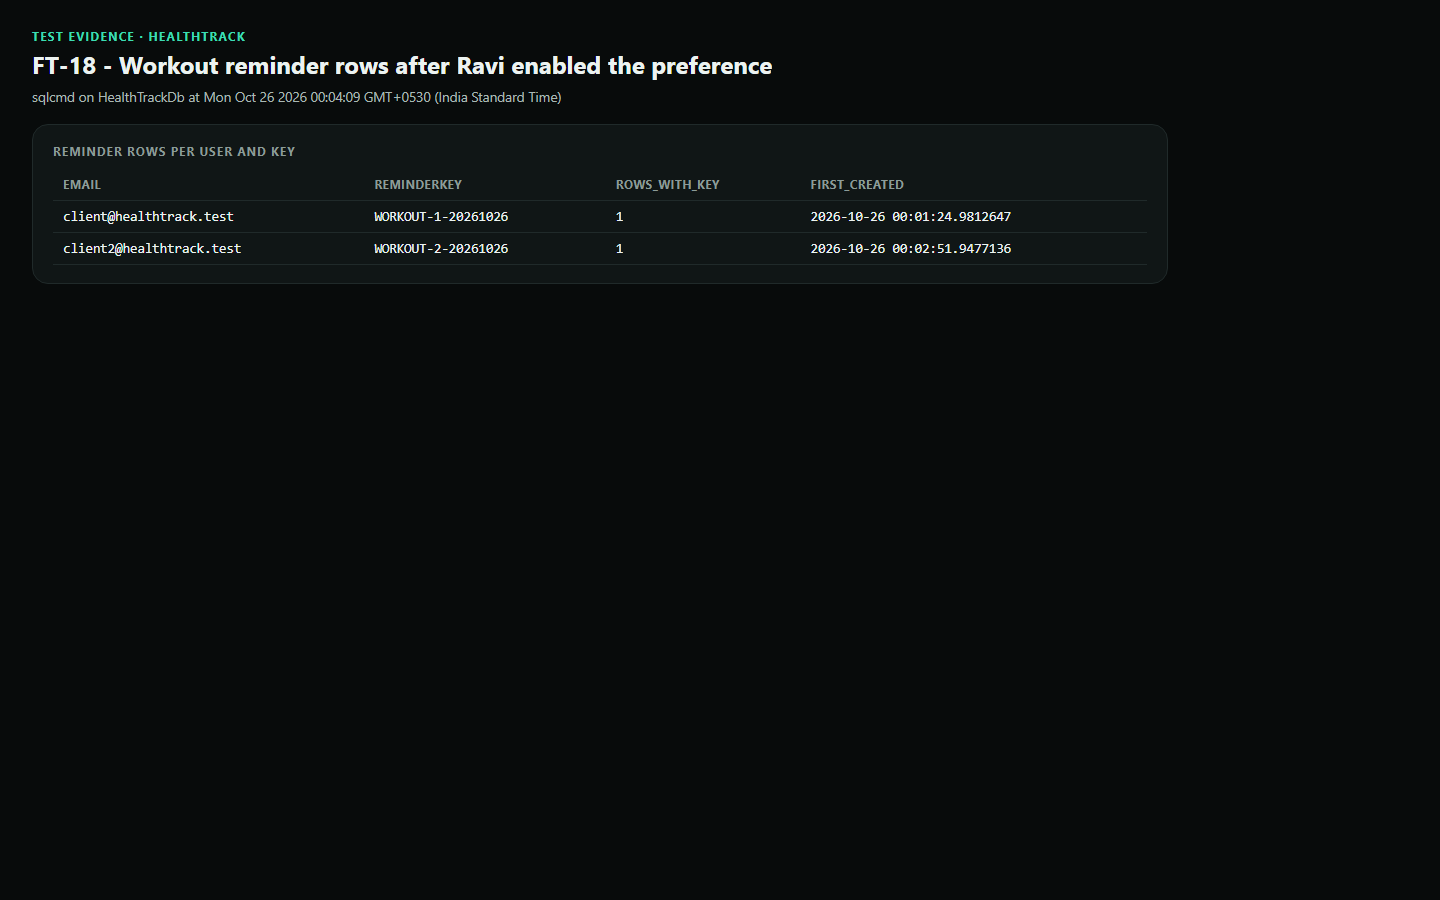 TEST EVIDENCE · HEALTHTRACK
FT-18 - Workout reminder rows after Ravi enabled the preference
sqlcmd on HealthTrackDb at Mon Oct 26 2026 00:04:09 GMT+0530 (India Standard Time)
REMINDER ROWS PER USER AND KEY
EMAIL REMINDERKEY ROWS_WITH_KEY FIRST_CREATED
client@healthtrack.test WORKOUT-1-20261026 1 2026-10-26 00:01:24.9812647
client2@healthtrack.test WORKOUT-2-20261026 1 2026-10-26 00:02:51.9477136